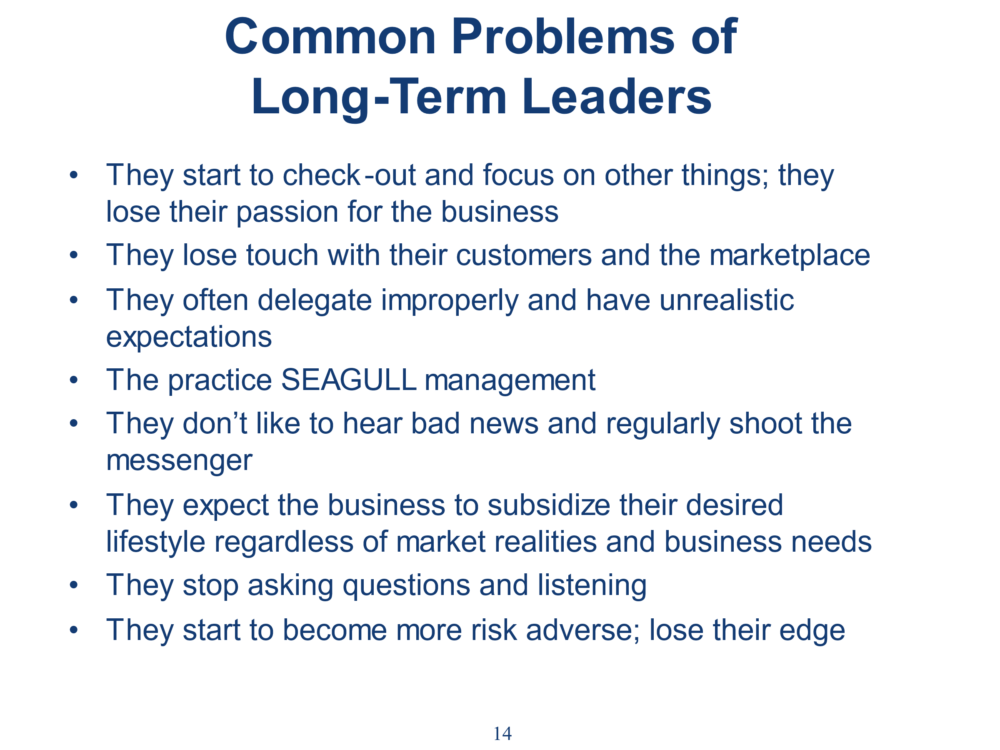 Common Problems of
Long-Term Leaders
• They start to check-out and focus on other things; they
lose their passion for the business
• They lose touch with their customers and the marketplace
• They often delegate improperly and have unrealistic
expectations
• The practice SEAGULL management
• They don’t like to hear bad news and regularly shoot the
messenger
• They expect the business to subsidize their desired
lifestyle regardless of market realities and business needs
• They stop asking questions and listening
• They start to become more risk adverse; lose their edge
14